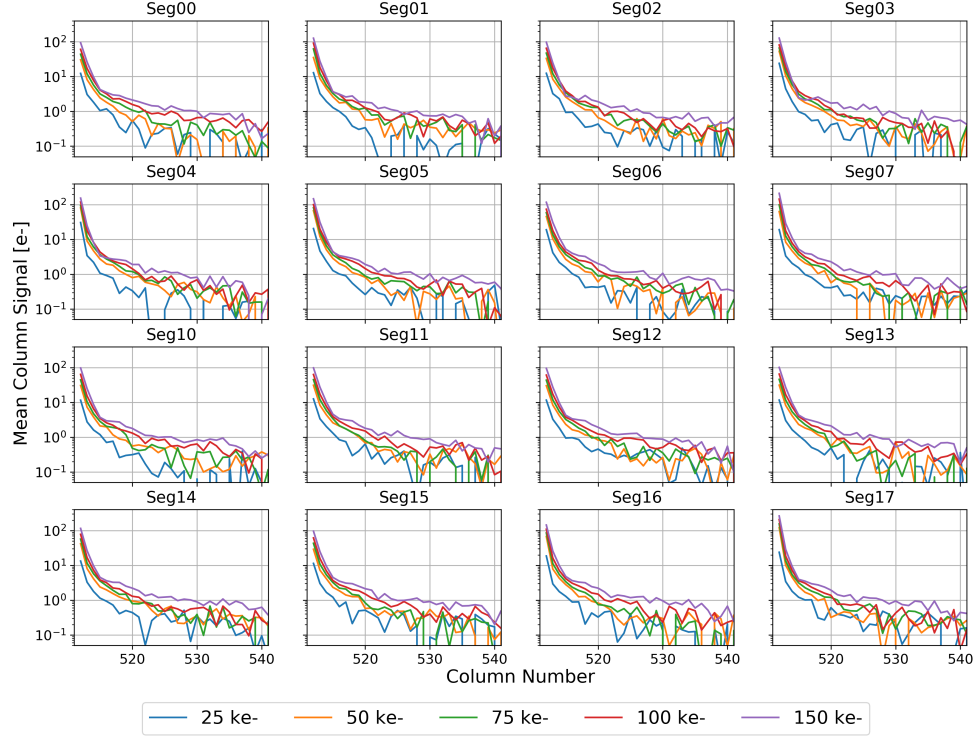 Seg00 Seg01 Seg02 Seg03
10² 10¹ 10⁰ 10⁻¹
Seg04 Seg05 Seg06 Seg07
10² 10¹ 10⁰ 10⁻¹
Mean Column Signal [e-]
Seg10 Seg11 Seg12 Seg13
10² 10¹ 10⁰ 10⁻¹
Seg14 Seg15 Seg16 Seg17
10² 10¹ 10⁰ 10⁻¹
520 530 540 520 530 540 520 530 540 520 530 540
Column Number
25 ke- 50 ke- 75 ke- 100 ke- 150 ke-